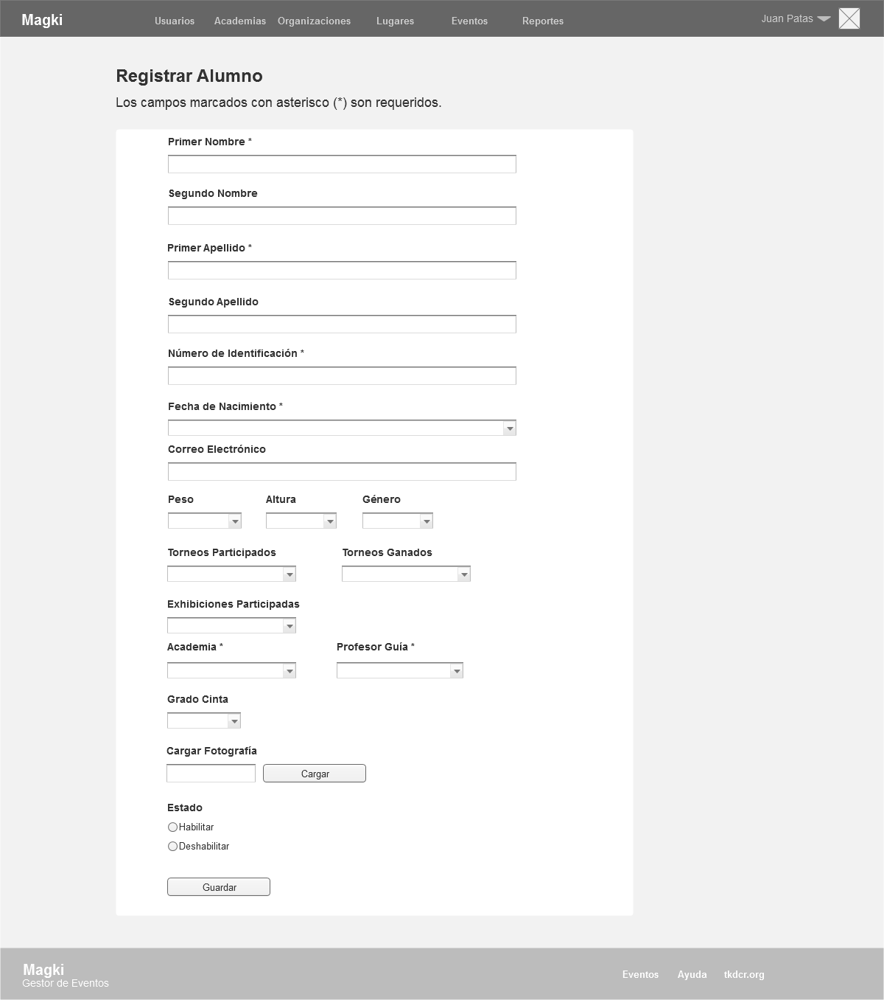 Magki Usuarios Academias Organizaciones Lugares Eventos Reportes Juan Patas
Registrar Alumno
Los campos marcados con asterisco (*) son requeridos.
Primer Nombre *
Segundo Nombre
Primer Apellido *
Segundo Apellido
Número de Identificación *
Fecha de Nacimiento *
Correo Electrónico
Peso Altura Género
Torneos Participados Torneos Ganados
Exhibiciones Participadas
Academia * Profesor Guía *
Grado Cinta
Cargar Fotografía
Cargar
Estado
Habilitar
Deshabilitar
Guardar
Magki
Gestor de Eventos
Eventos Ayuda tkdcr.org